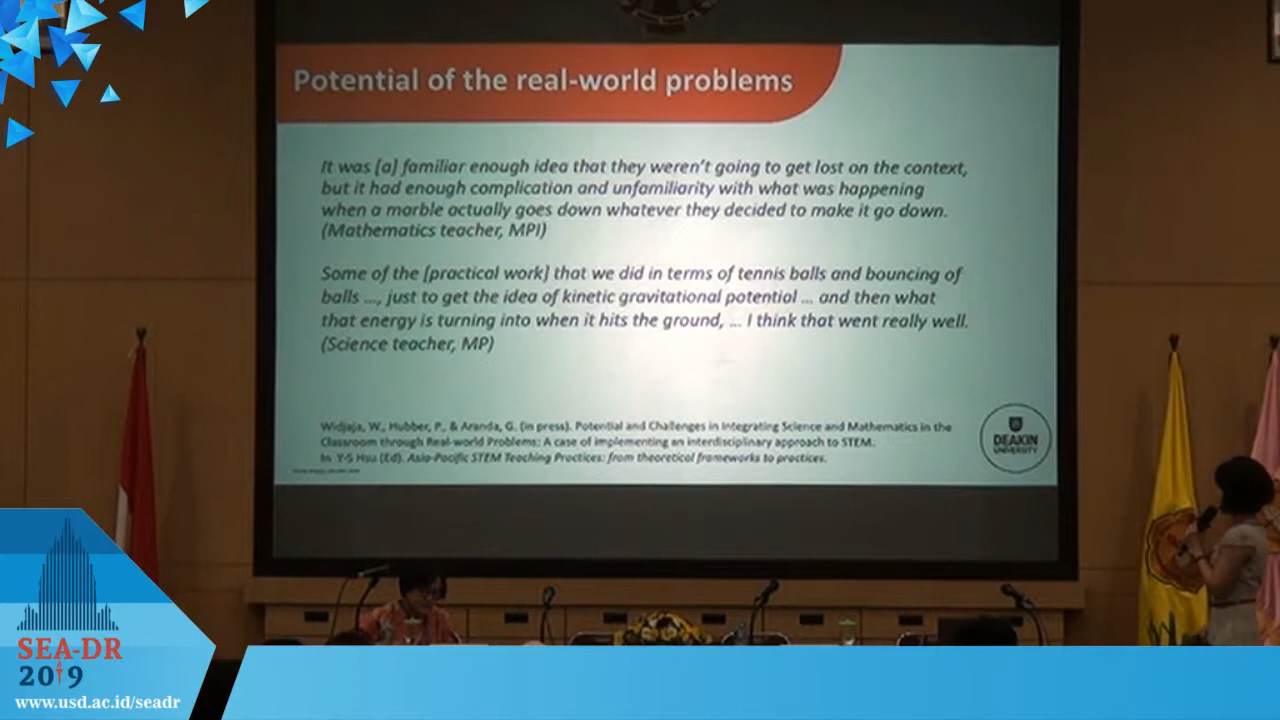 Potential of the real-world problems
It was [a] familiar enough idea that they weren't going to get lost on the context,
but it had enough complication and unfamiliarity with what was happening
when a marble actually goes down whatever they decided to make it go down.
(Mathematics teacher, MPI)
Some of the [practical work] that we did in terms of tennis balls and bouncing of
balls ..., just to get the idea of kinetic gravitational potential ... and then what
that energy is turning into when it hits the ground, ... I think that went really well.
(Science teacher, MP)
Widjaja, W., Hubber, P., & Aranda, G. (in press). Potential and Challenges in Integrating Science and Mathematics in the
Classroom through Real-world Problems: A case of implementing an interdisciplinary approach to STEM.
In Y-S Hsu (Ed). Asia-Pacific STEM Teaching Practices: from theoretical frameworks to practices.
DEAKIN
UNIVERSITY
SEA-DR
2019
www.usd.ac.id/seadr